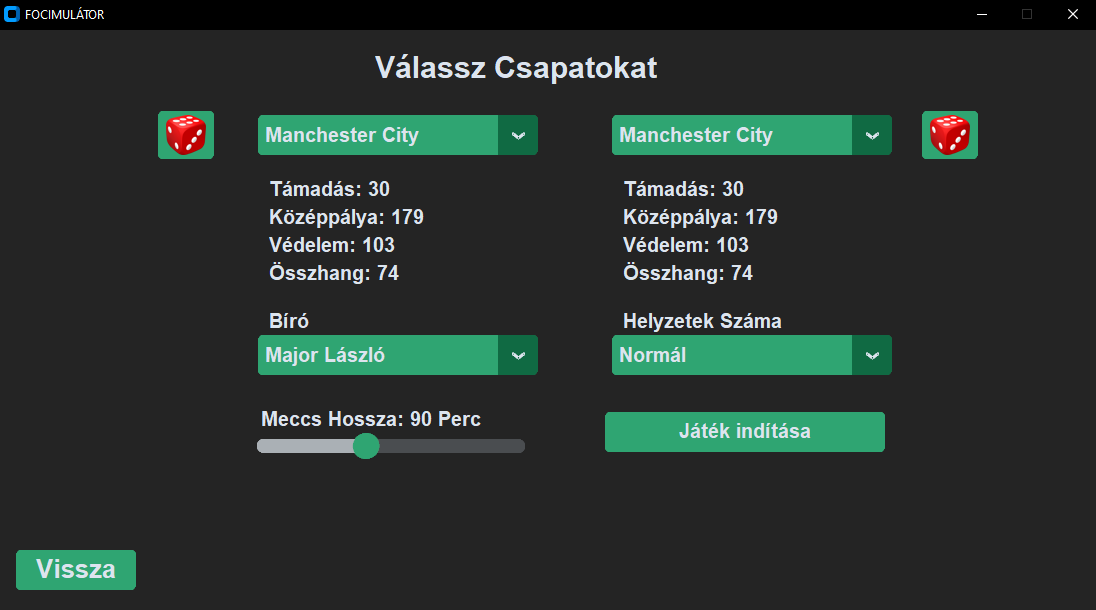 FOCIMULÁTOR
Válassz Csapatokat
Manchester City
Manchester City
Támadás: 30
Középpálya: 179
Védelem: 103
Összhang: 74
Támadás: 30
Középpálya: 179
Védelem: 103
Összhang: 74
Bíró
Major László
Helyzetek Száma
Normál
Meccs Hossza: 90 Perc
Játék indítása
Vissza